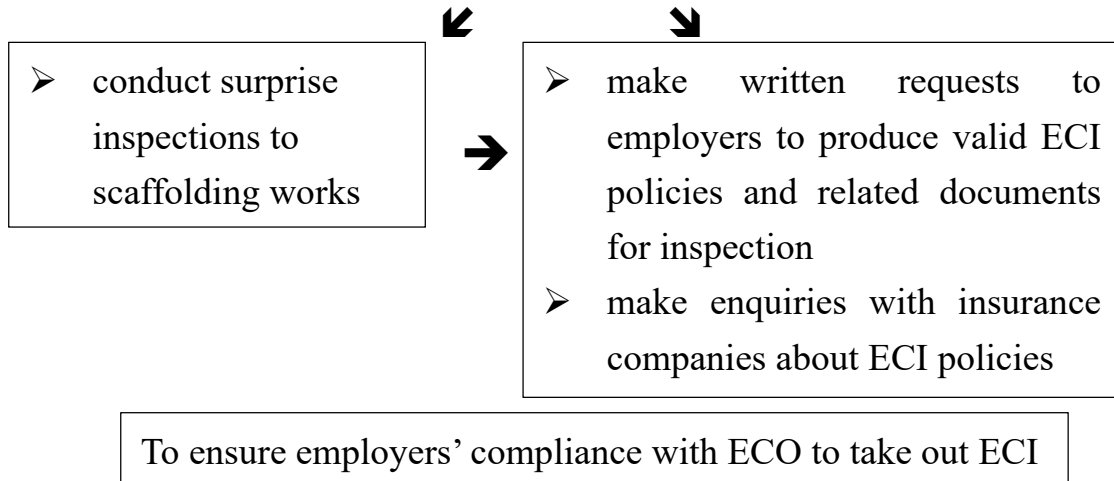 ➢ conduct surprise
inspections to
scaffolding works
➢ make written requests to
employers to produce valid ECI
policies and related documents
for inspection
➢ make enquiries with insurance
companies about ECI policies
To ensure employers’ compliance with ECO to take out ECI